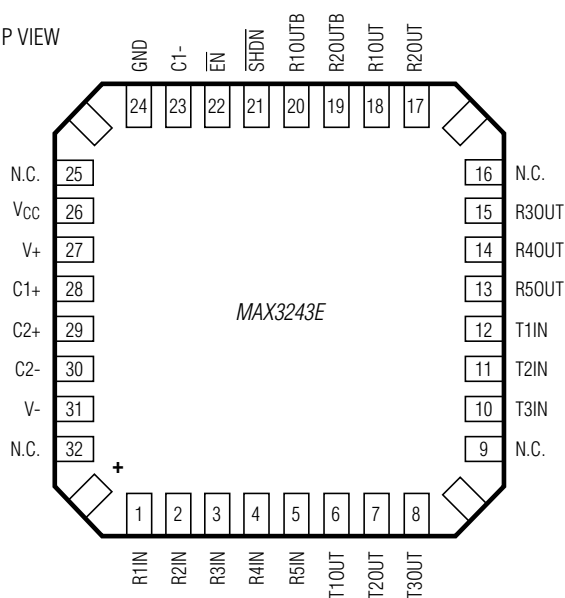 P VIEW
GND
C1-
EN
SHDN
R1OUTB
R2OUTB
R1OUT
R2OUT
24 23 22 21 20 19 18 17
N.C. 25
VCC 26
V+ 27
C1+ 28
C2+ 29
C2- 30
V- 31
N.C. 32
16 N.C.
15 R3OUT
14 R4OUT
13 R5OUT
12 T1IN
11 T2IN
10 T3IN
9 N.C.
MAX3243E
+
1 2 3 4 5 6 7 8
R1IN
R2IN
R3IN
R4IN
R5IN
T1OUT
T2OUT
T3OUT